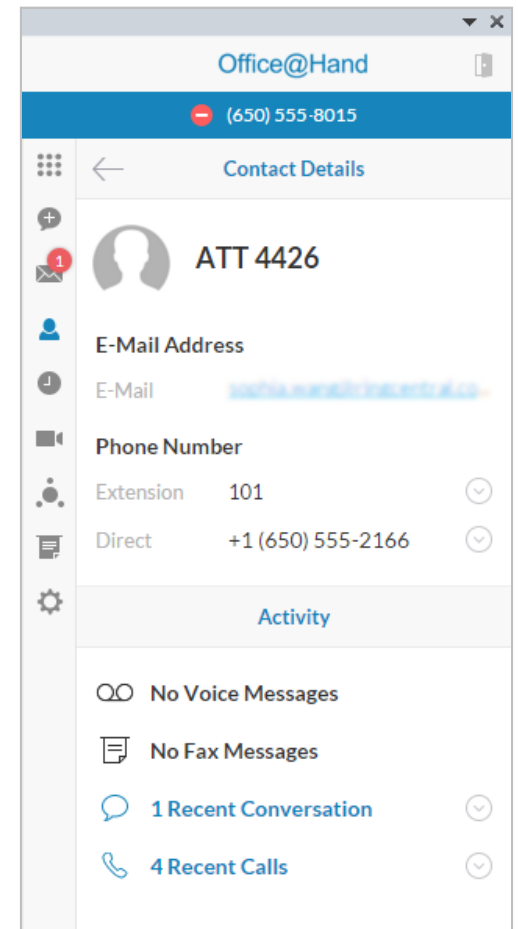 Office@Hand
(650) 555-8015
Contact Details
1
ATT 4426
E-Mail Address
E-Mail
Phone Number
Extension 101
Direct +1 (650) 555-2166
Activity
No Voice Messages
No Fax Messages
1 Recent Conversation
4 Recent Calls